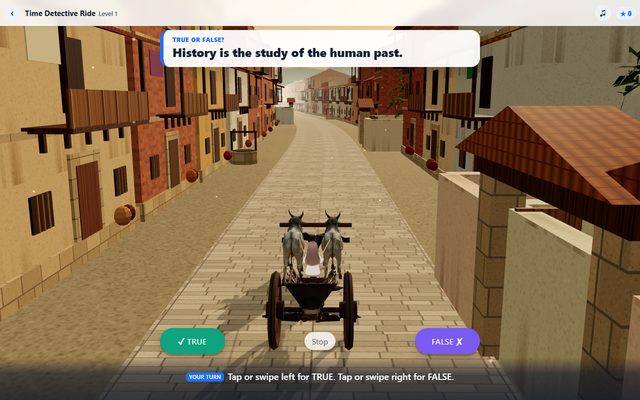 ‹ Time Detective Ride Level 1 ♫ ★ 0
TRUE OR FALSE?
History is the study of the human past.
✓ TRUE
Stop
FALSE ✗
YOUR TURN Tap or swipe left for TRUE. Tap or swipe right for FALSE.